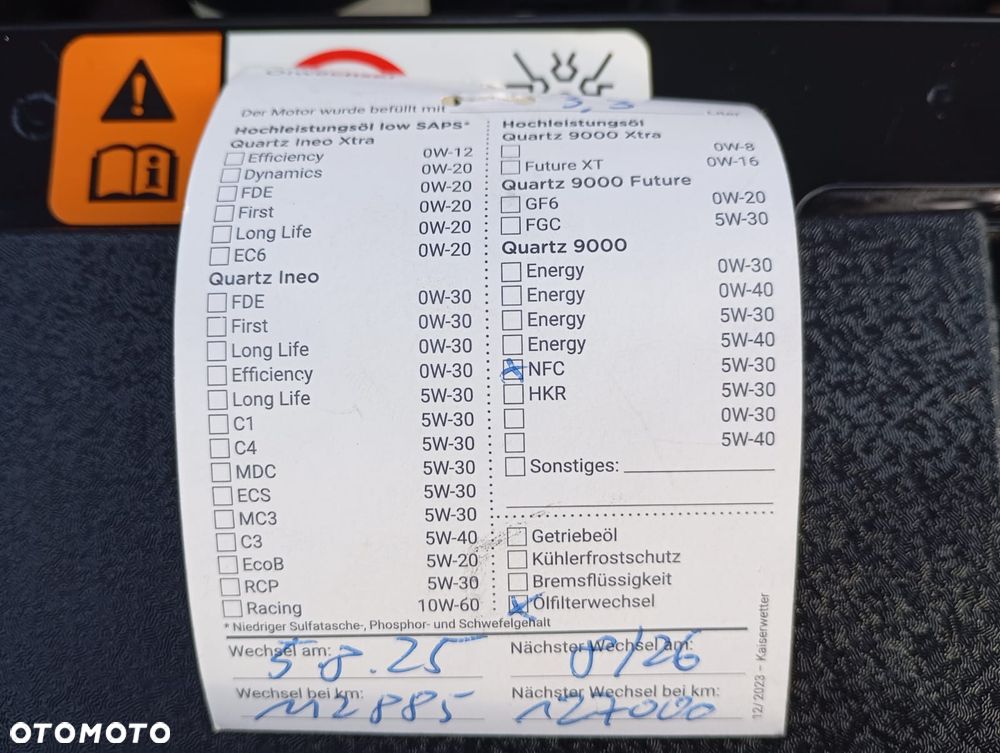 Ölwechsel
Der Motor wurde befüllt mit 3,3 Liter
Hochleistungsöl low SAPS*
Quartz Ineo Xtra
Efficiency 0W-12
Dynamics 0W-20
FDE 0W-20
First 0W-20
Long Life 0W-20
EC6 0W-20
Quartz Ineo
FDE 0W-30
First 0W-30
Long Life 0W-30
Efficiency 0W-30
Long Life 5W-30
C1 5W-30
C4 5W-30
MDC 5W-30
ECS 5W-30
MC3 5W-30
C3 5W-40
EcoB 5W-20
RCP 5W-30
Racing 10W-60
* Niedriger Sulfatasche-, Phosphor- und Schwefelgehalt
Hochleistungsöl
Quartz 9000 Xtra
0W-8
Future XT 0W-16
Quartz 9000 Future
GF6 0W-20
FGC 5W-30
Quartz 9000
Energy 0W-30
Energy 0W-40
Energy 5W-30
Energy 5W-40
NFC 5W-30
HKR 5W-30
0W-30
5W-40
Sonstiges:
Getriebeöl
Kühlerfrostschutz
Bremsflüssigkeit
Ölfilterwechsel
Wechsel am: 5 8.25
Nächster Wechsel am: 8/26
Wechsel bei km: 112885
Nächster Wechsel bei km: 127000
12/2023 – Kaiserwetter
OTOMOTO